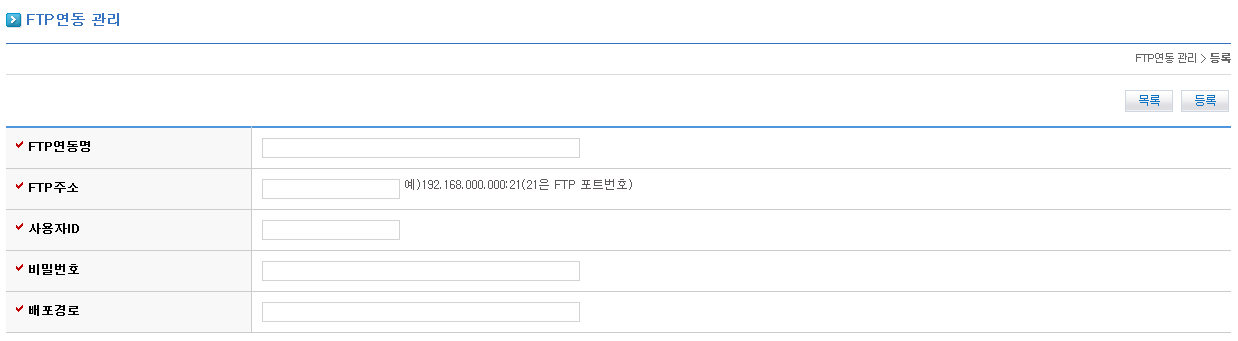 FTP연동 관리
FTP연동 관리 > 등록
목록 등록
FTP연동명
FTP주소 예)192.168.000.000:21(21은 FTP 포트번호)
사용자ID
비밀번호
배포경로